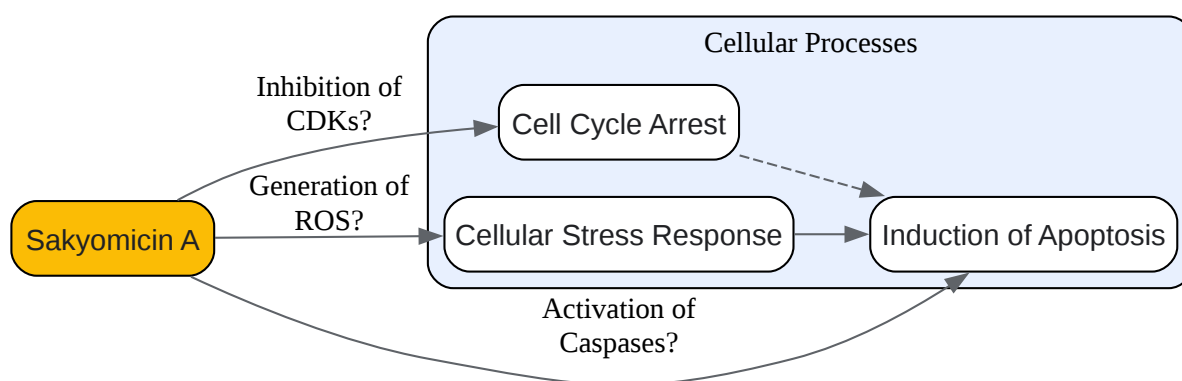 Cellular Processes
Inhibition of
CDKs?
Cell Cycle Arrest
Generation of
ROS?
Sakyomicin A
Cellular Stress Response
Induction of Apoptosis
Activation of
Caspases?